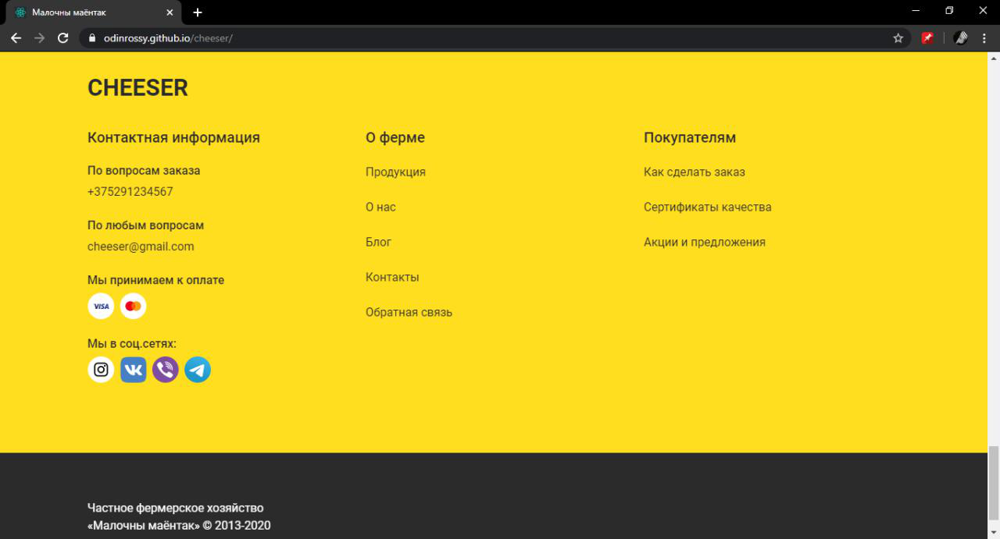 Малочны маёнтак
odinrossy.github.io/cheeser/
CHEESER
Контактная информация
По вопросам заказа
+375291234567
По любым вопросам
cheeser@gmail.com
Мы принимаем к оплате
VISA
Мы в соц.сетях:
О ферме
Продукция
О нас
Блог
Контакты
Обратная связь
Покупателям
Как сделать заказ
Сертификаты качества
Акции и предложения
Частное фермерское хозяйство
«Малочны маёнтак» © 2013-2020